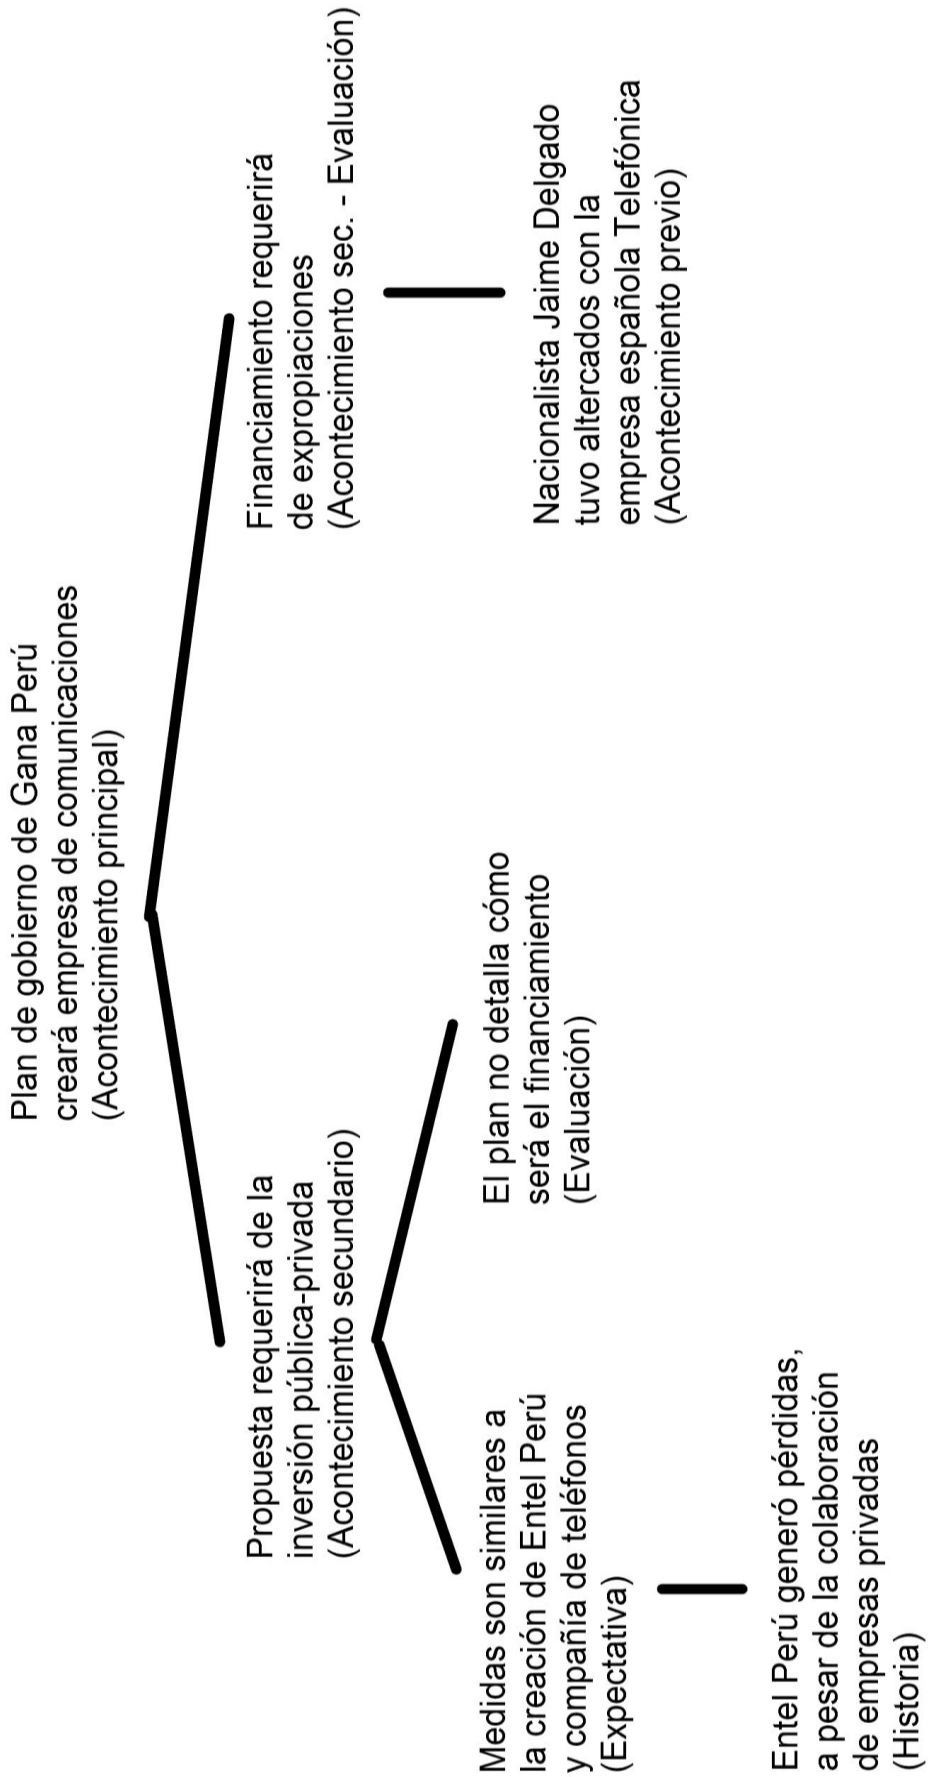 Plan de gobierno de Gana Perú
creará empresa de comunicaciones
(Acontecimiento principal)
Propuesta requerirá de la
inversión pública-privada
(Acontecimiento secundario)
Financiamiento requerirá
de expropiaciones
(Acontecimiento sec. - Evaluación)
Medidas son similares a
la creación de Entel Perú
y compañía de teléfonos
(Expectativa)
El plan no detalla cómo
será el financiamiento
(Evaluación)
Nacionalista Jaime Delgado
tuvo altercados con la
empresa española Telefónica
(Acontecimiento previo)
Entel Perú generó pérdidas,
a pesar de la colaboración
de empresas privadas
(Historia)